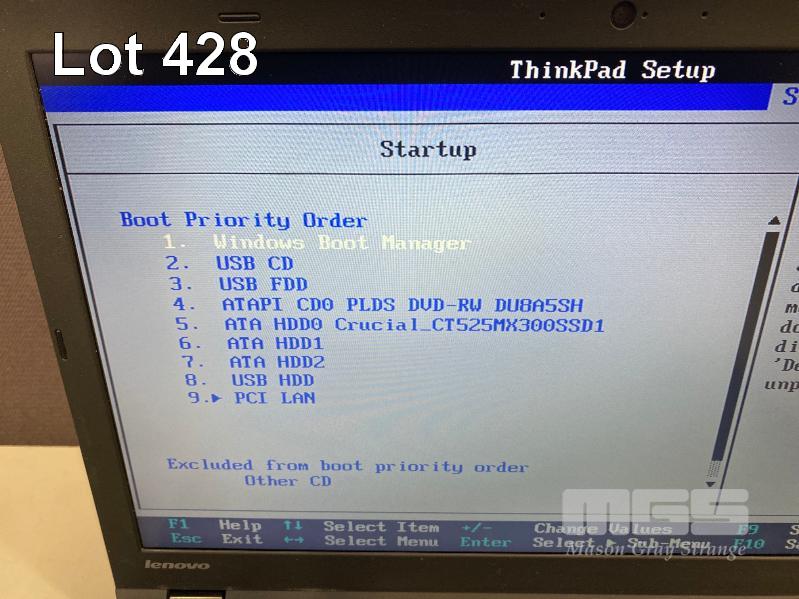 Lot 428
ThinkPad Setup
S
Startup
Boot Priority Order
1. Windows Boot Manager
2. USB CD
3. USB FDD
4. ATAPI CD0 PLDS DVD-RW DU8A5SH
5. ATA HDD0 Crucial_CT525MX300SSD1
6. ATA HDD1
7. ATA HDD2
8. USB HDD
9.▸ PCI LAN
Excluded from boot priority order
Other CD
F1 Help ↑↓ Select Item +/- Change Values F9 S
Esc Exit ←→ Select Menu Enter Select ▸ Sub-Menu F10 Sa
lenovo
MGS
Mason Gray Strange